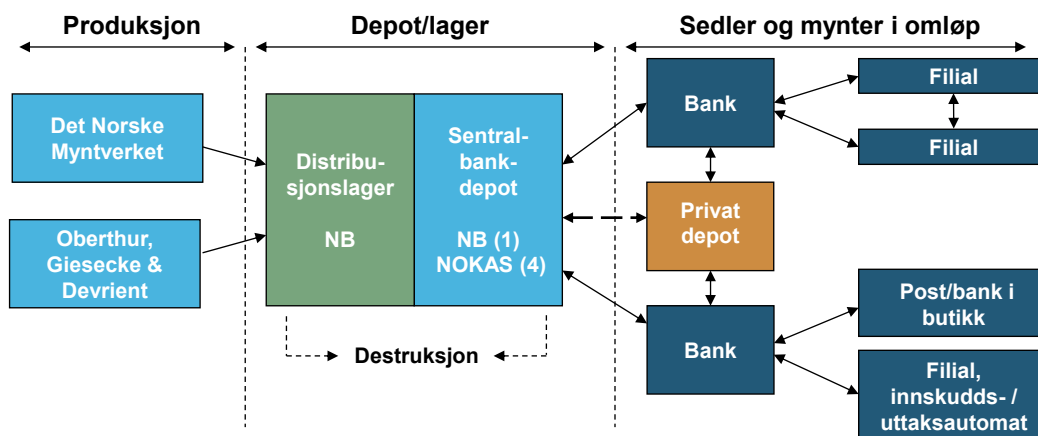 Produksjon
Depot/lager
Sedler og mynter i omløp
Det Norske
Myntverket
Oberthur,
Giesecke &
Devrient
Distribu-
sjonslager
NB
Sentral-
bank-
depot
NB (1)
NOKAS (4)
Destruksjon
Bank
Filial
Filial
Privat
depot
Bank
Post/bank i
butikk
Filial,
innskudds- /
uttaksautomat